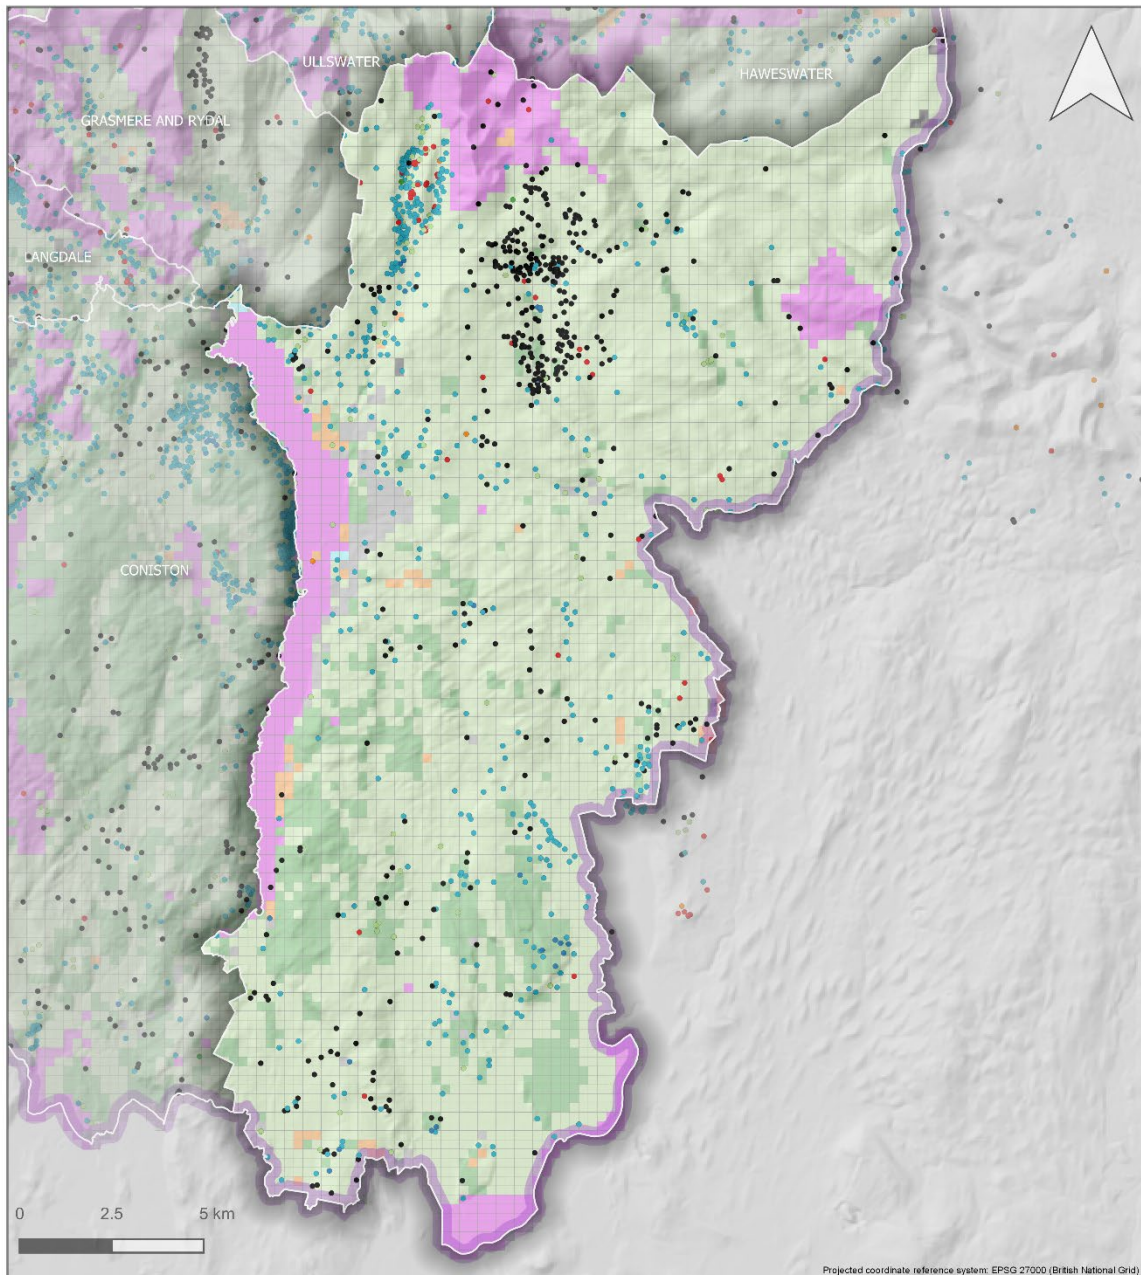 ULLSWATER
HAWESWATER
GRASMERE AND RYDAL
LANGDALE
CONISTON
0 2.5 5 km
Projected coordinate reference system: EPSG 27000 (British National Grid)